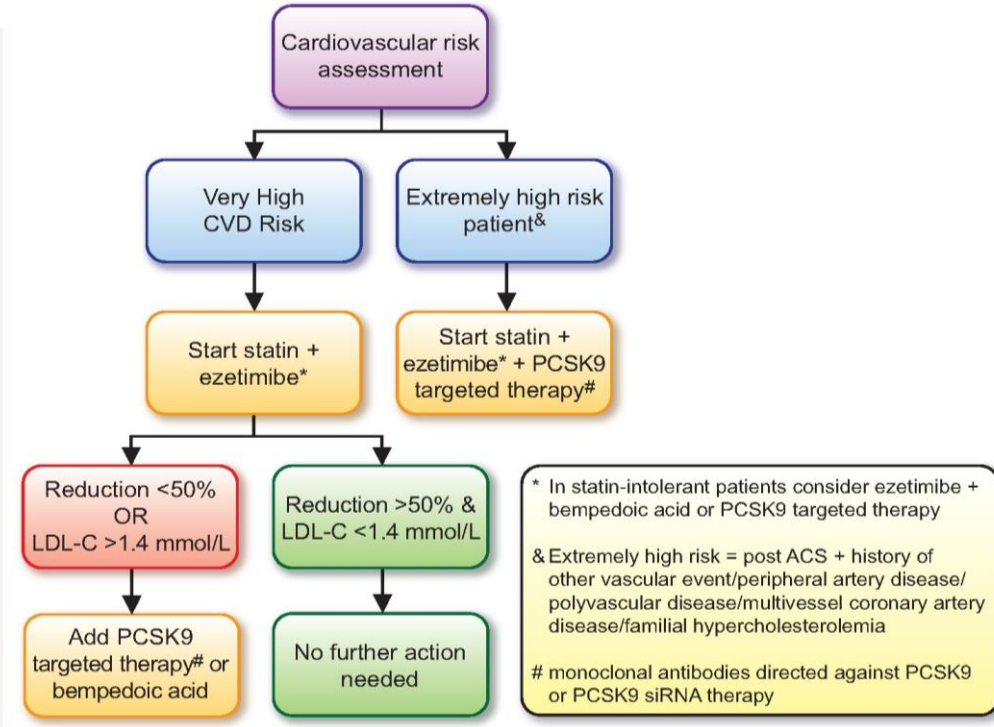 Cardiovascular risk
assessment
Very High
CVD Risk
Extremely high risk
patient&
Start statin +
ezetimibe*
Start statin +
ezetimibe* + PCSK9
targeted therapy#
Reduction <50%
OR
LDL-C >1.4 mmol/L
Reduction >50% &
LDL-C <1.4 mmol/L
Add PCSK9
targeted therapy# or
bempedoic acid
No further action
needed
* In statin-intolerant patients consider ezetimibe +
bempedoic acid or PCSK9 targeted therapy
& Extremely high risk = post ACS + history of
other vascular event/peripheral artery disease/
polyvascular disease/multivessel coronary artery
disease/familial hypercholesterolemia
# monoclonal antibodies directed against PCSK9
or PCSK9 siRNA therapy